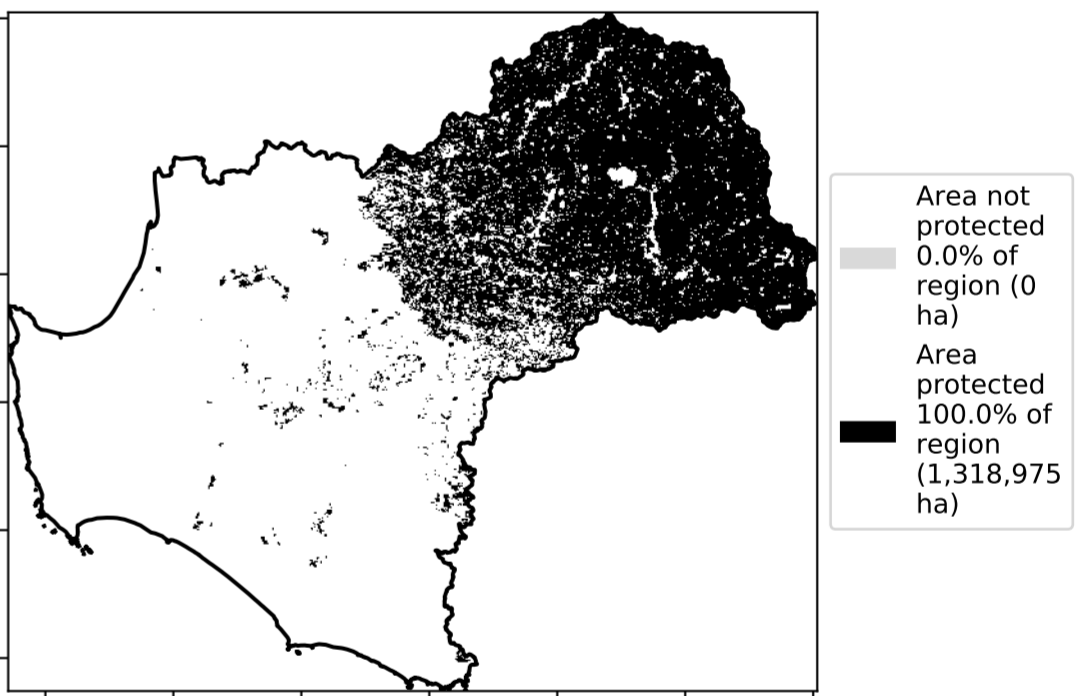 Area not
protected
0.0% of
region (0
ha)
Area
protected
100.0% of
region
(1,318,975
ha)